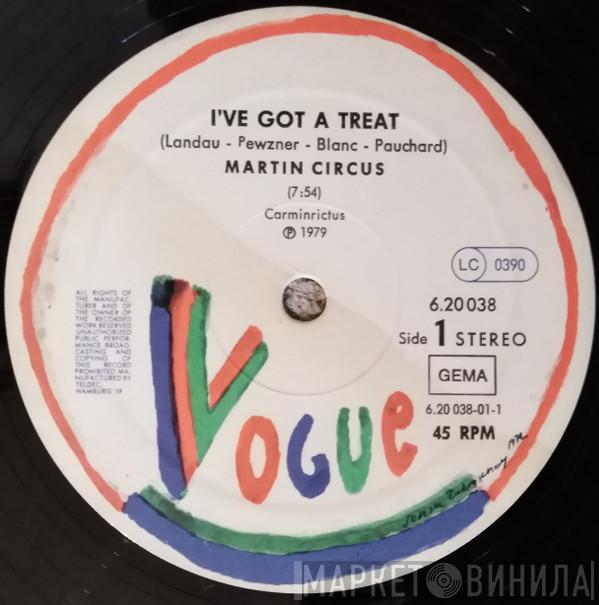 I'VE GOT A TREAT
(Landau - Pewzner - Blanc - Pauchard)
MARTIN CIRCUS
(7:54)
Carminrictus
℗ 1979
LC 0390
ALL RIGHTS OF
THE MANUFAC-
TURER AND OF
THE OWNER OF
THE RECORDED
WORK RESERVED
UNAUTHORIZED
PUBLIC PERFOR-
MANCE BROAD-
CASTING AND
COPYING OF
THIS RECORD
PROHIBITED MA-
NUFACTURED BY
TELDEC,
HAMBURG 19
6.20038
Side 1 STEREO
GEMA
6.20 038-01-1
45 RPM
VOGUE
МАРКЕТ ВИНИЛА